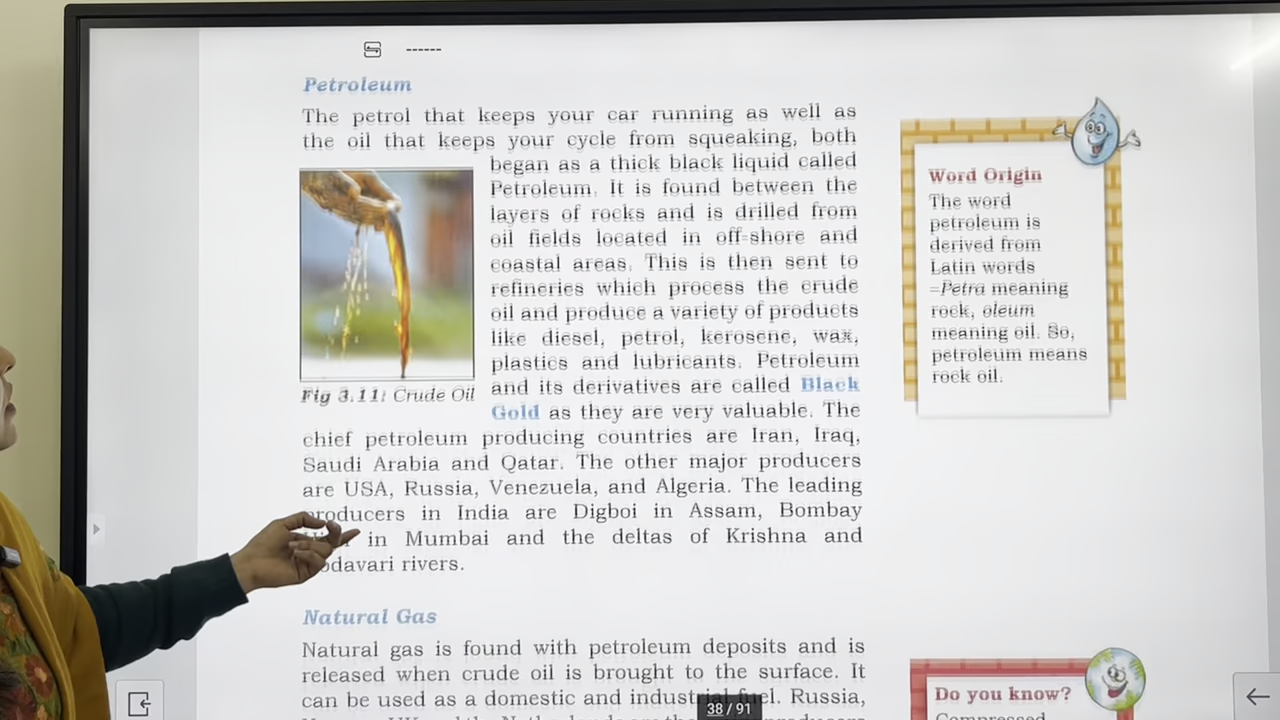 Petroleum
The petrol that keeps your car running as well as
the oil that keeps your cycle from squeaking, both
began as a thick black liquid called
Petroleum. It is found between the
layers of rocks and is drilled from
oil fields located in off-shore and
coastal areas. This is then sent to
refineries which process the crude
oil and produce a variety of products
like diesel, petrol, kerosene, wax,
plastics and lubricants. Petroleum
and its derivatives are called Black
Gold as they are very valuable. The
chief petroleum producing countries are Iran, Iraq,
Saudi Arabia and Qatar. The other major producers
are USA, Russia, Venezuela, and Algeria. The leading
producers in India are Digboi in Assam, Bombay
in Mumbai and the deltas of Krishna and
rivers.
Fig 3.11: Crude Oil
Natural Gas
Natural gas is found with petroleum deposits and is
released when crude oil is brought to the surface. It
can be used as a domestic and industrial fuel. Russia,
Word Origin
The word
petroleum is
derived from
Latin words
-Petra meaning
rock, oleum
meaning oil. So,
petroleum means
rock oil.
Do you know?
Compressed
38 / 91